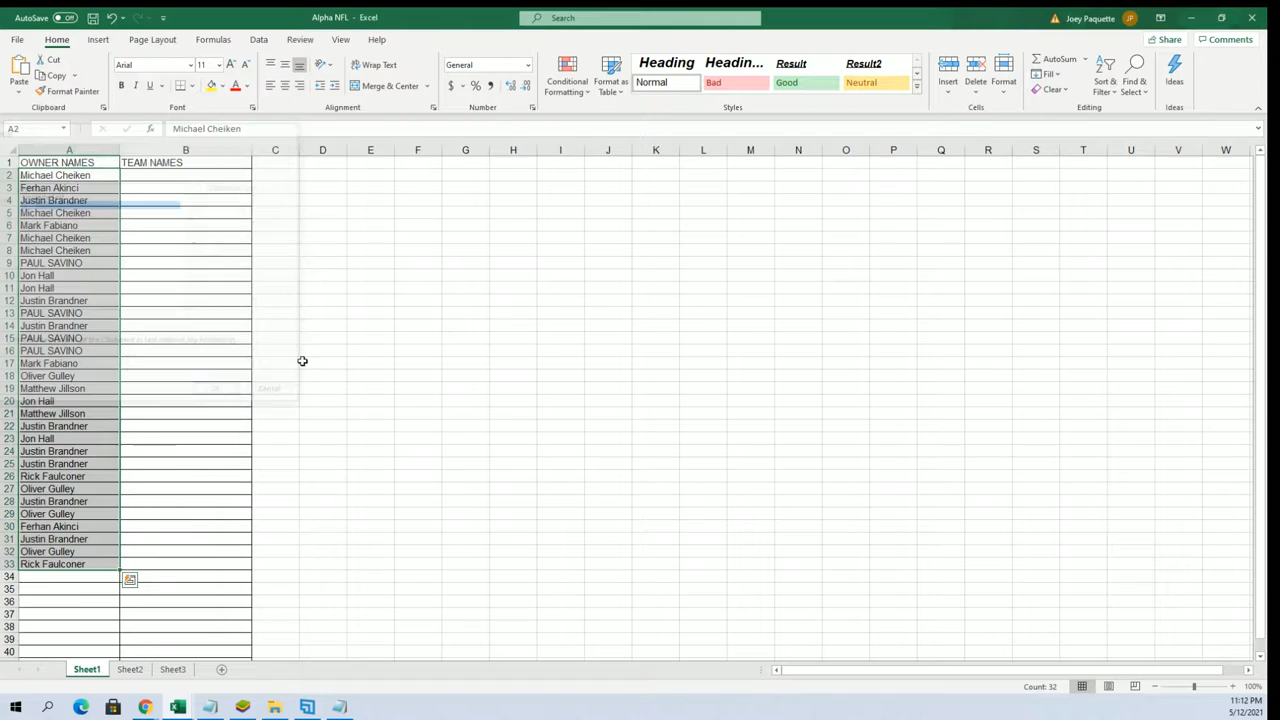 AutoSave Off Alpha NFL - Excel Search Joey Paquette JP
File Home Insert Page Layout Formulas Data Review View Help Share Comments
Paste Cut Copy Format Painter Clipboard
Arial 11 Font
Wrap Text Merge & Center Alignment
General Number
Conditional Formatting Format as Table
Heading Headin... Result Result2
Normal Bad Good Neutral
Styles
Insert Delete Format Cells
AutoSum Fill Clear Sort & Filter Find & Select Editing
Ideas Ideas
A2 fx Michael Cheiken
A B C D E F G H I J K L M N O P Q R S T U V W
1 OWNER NAMES TEAM NAMES
2 Michael Cheiken
3 Ferhan Akinci
4 Justin Brandner
5 Michael Cheiken
6 Mark Fabiano
7 Michael Cheiken
8 Michael Cheiken
9 PAUL SAVINO
10 Jon Hall
11 Jon Hall
12 Justin Brandner
13 PAUL SAVINO
14 Justin Brandner
15 PAUL SAVINO
16 PAUL SAVINO
17 Mark Fabiano
18 Oliver Gulley
19 Matthew Jillson
20 Jon Hall
21 Matthew Jillson
22 Justin Brandner
23 Jon Hall
24 Justin Brandner
25 Justin Brandner
26 Rick Faulconer
27 Oliver Gulley
28 Justin Brandner
29 Oliver Gulley
30 Ferhan Akinci
31 Justin Brandner
32 Oliver Gulley
33 Rick Faulconer
34
35
36
37
38
39
40
Sheet1 Sheet2 Sheet3
Count: 32 100%
11:12 PM
5/12/2021